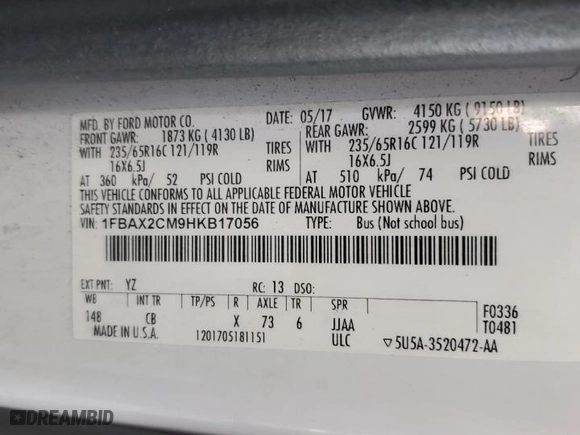 MFD. BY FORD MOTOR CO.
DATE: 05/17 GVWR: 4150 KG ( 9150 LB)
FRONT GAWR: 1873 KG ( 4130 LB)
REAR GAWR: 2599 KG ( 5730 LB)
WITH 235/65R16C 121/119R TIRES WITH 235/65R16C 121/119R TIRES
16X6.5J RIMS 16X6.5J RIMS
AT 360 kPa/ 52 PSI COLD AT 510 kPa/ 74 PSI COLD
THIS VEHICLE CONFORMS TO ALL APPLICABLE FEDERAL MOTOR VEHICLE
SAFETY STANDARDS IN EFFECT ON THE DATE OF MANUFACTURE SHOWN ABOVE.
VIN: 1FBAX2CM9HKB17056 TYPE: Bus (Not school bus)
EXT PNT: YZ RC: 13 DSO:
WB INT TR TP/PS R AXLE TR SPR
148 CB X 73 6 JJAA
F0336
T0481
MADE IN U.S.A. 1201705181151 ULC ▽5U5A-3520472-AA
DREAMBID